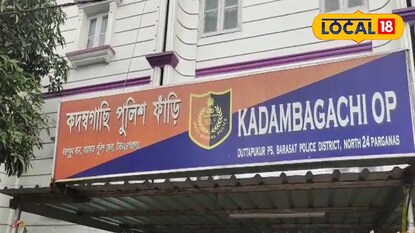 LOCAL 18
কদম্বগাছি পুলিশ ফাঁড়ি
KADAMBAGACHI OP
DUTTAPUKUR PS, BARASAT POLICE DISTRICT, NORTH 24 PARGANAS